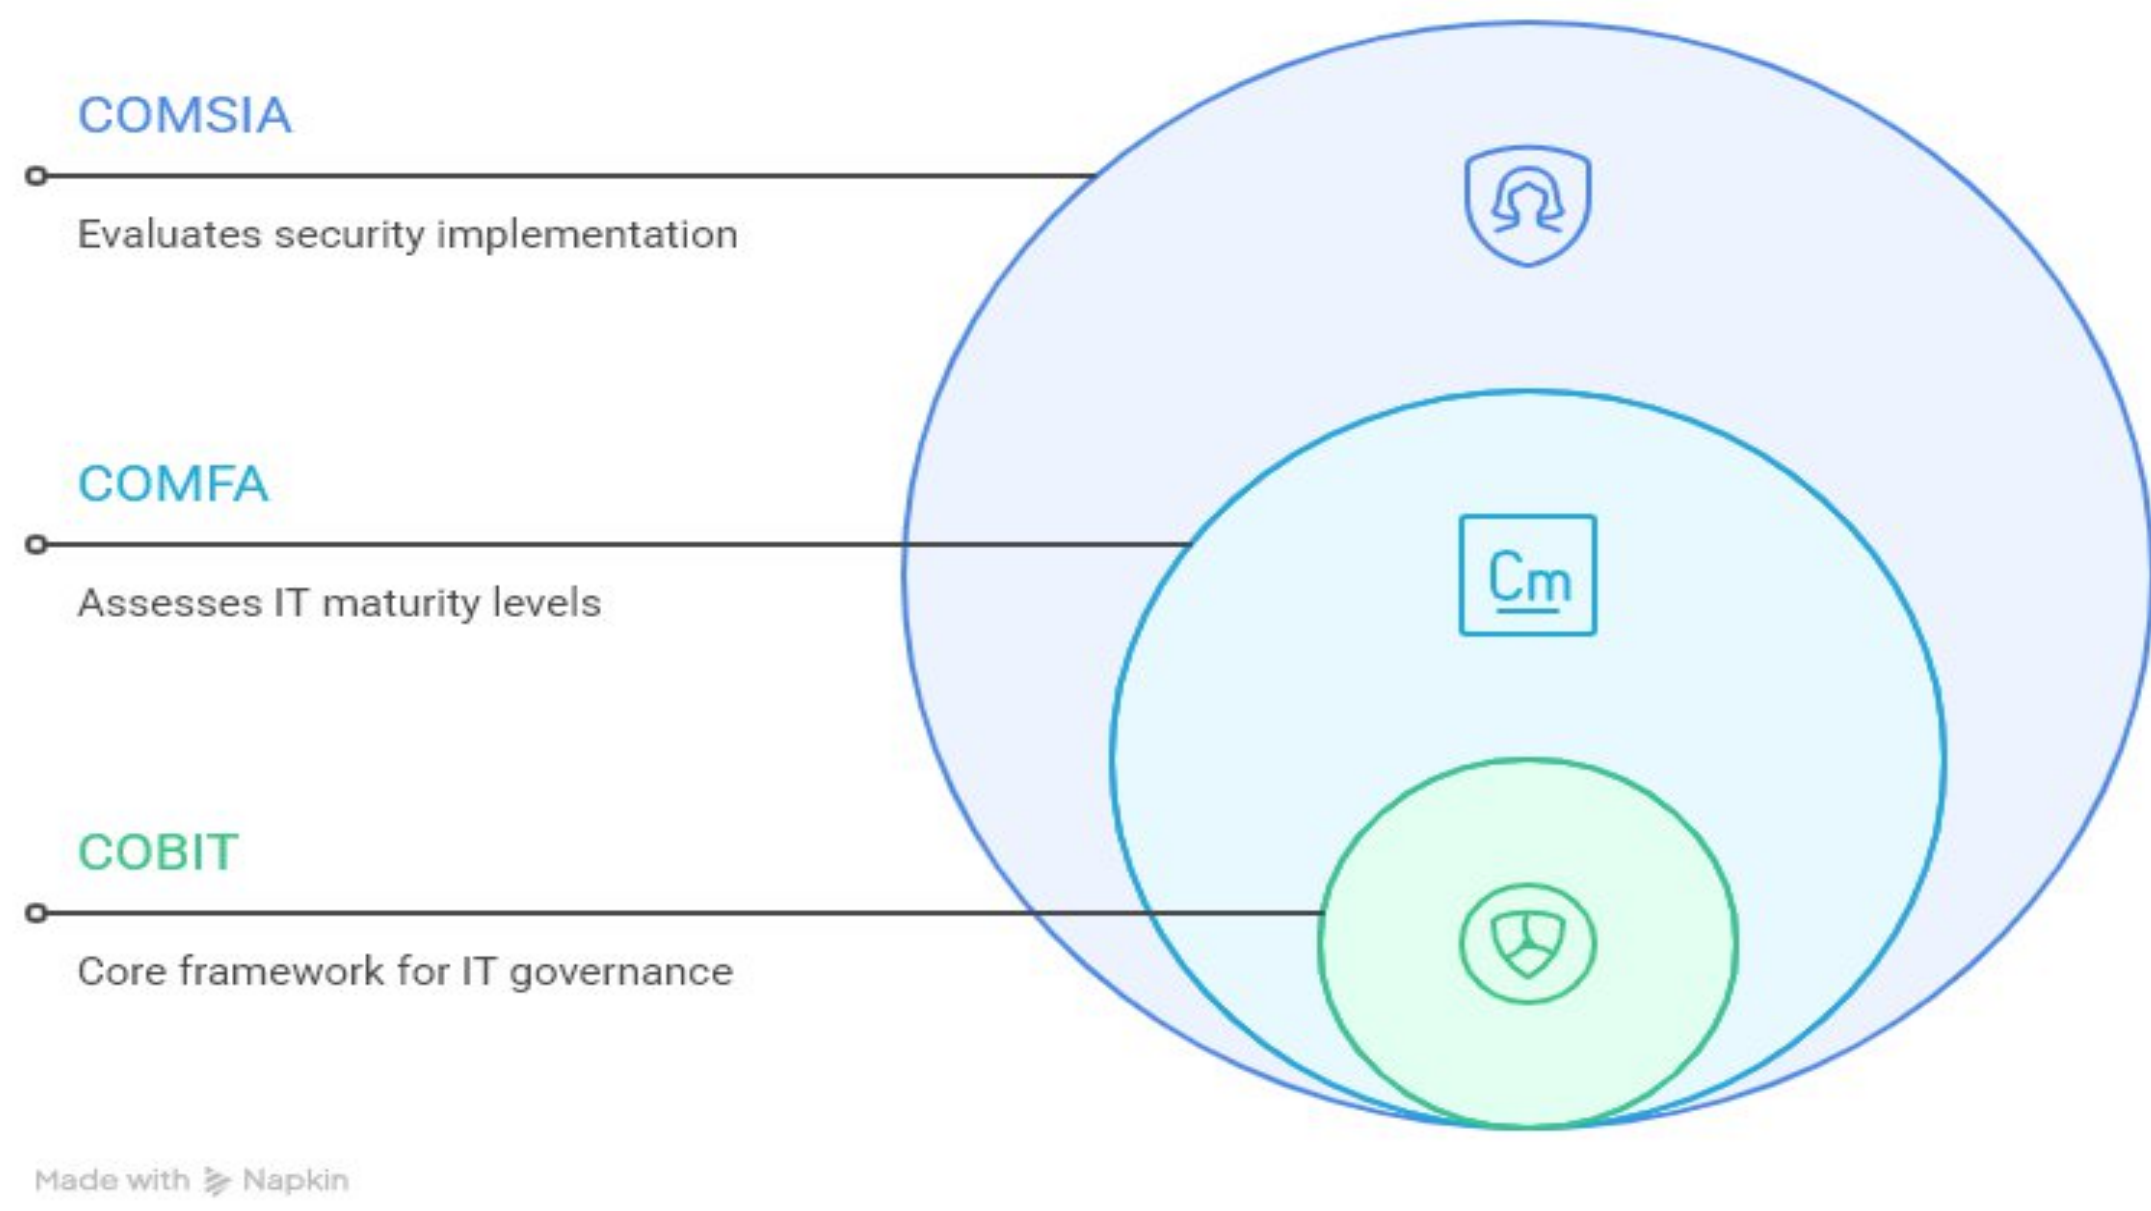 COMSIA
Evaluates security implementation
COMFA
Assesses IT maturity levels
Cm
COBIT
Core framework for IT governance
Made with Napkin